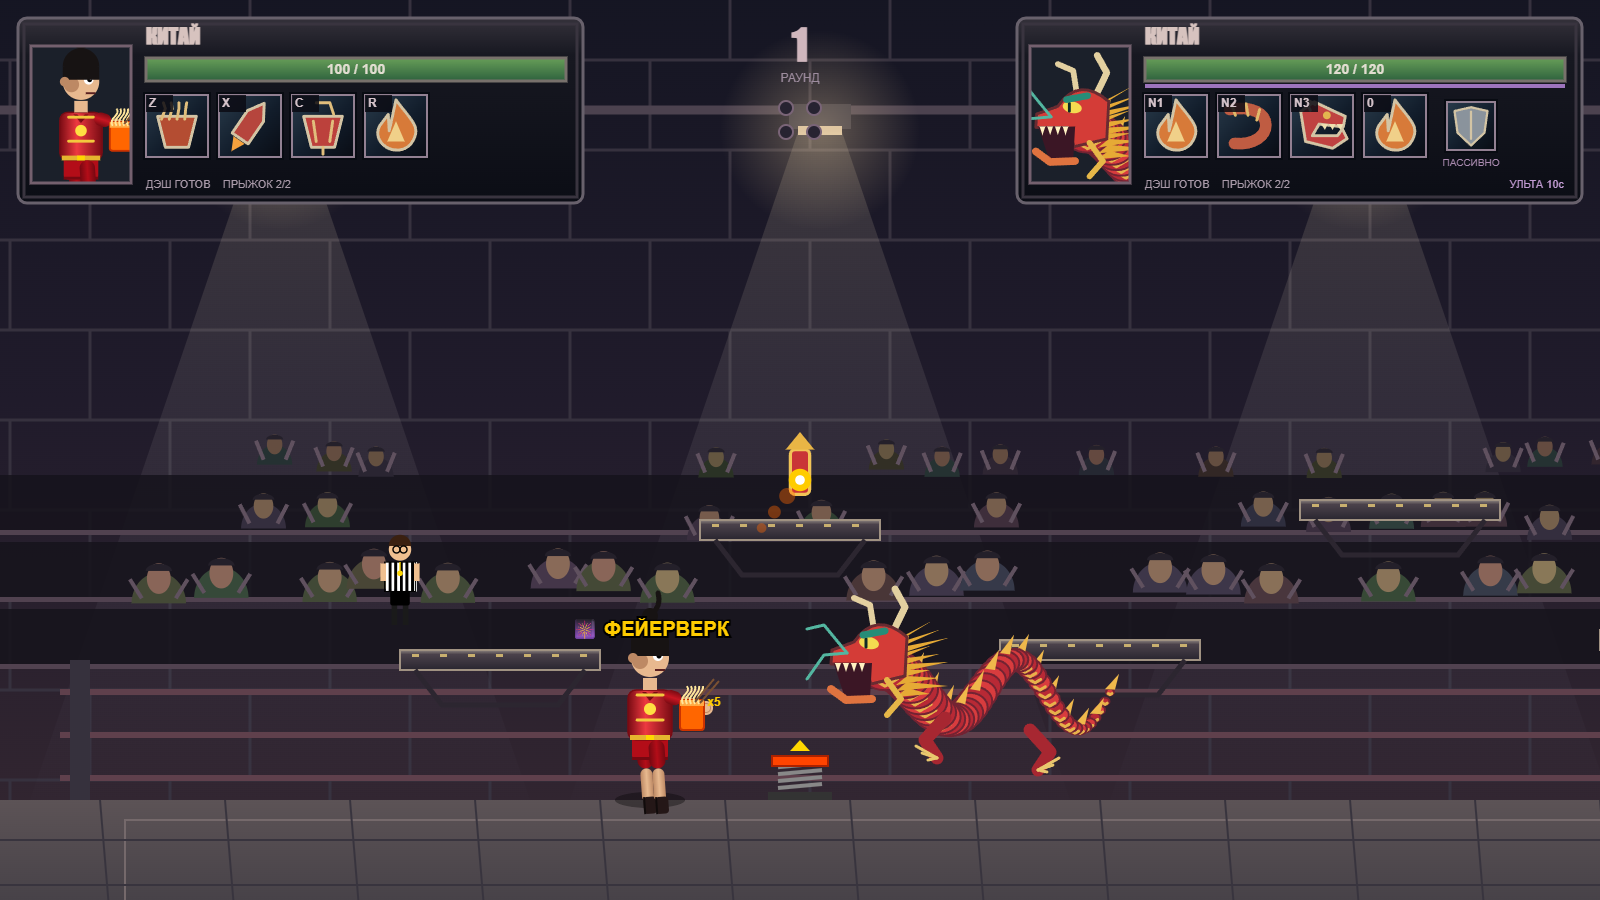 КИТАЙ
100 / 100
Z X C R
ДЭШ ГОТОВ ПРЫЖОК 2/2
1
РАУНД
КИТАЙ
120 / 120
N1 N2 N3 0
ПАССИВНО
ДЭШ ГОТОВ ПРЫЖОК 2/2 УЛЬТА 10с
ФЕЙЕРВЕРК
x5